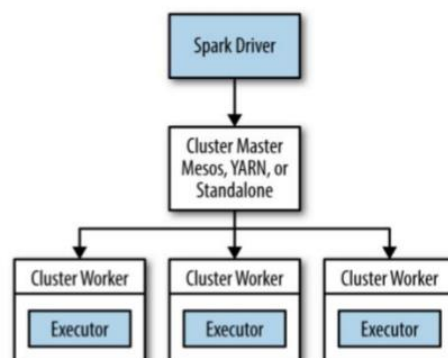 Spark Driver
Cluster Master
Mesos, YARN, or
Standalone
Cluster Worker
Cluster Worker
Cluster Worker
Executor
Executor
Executor